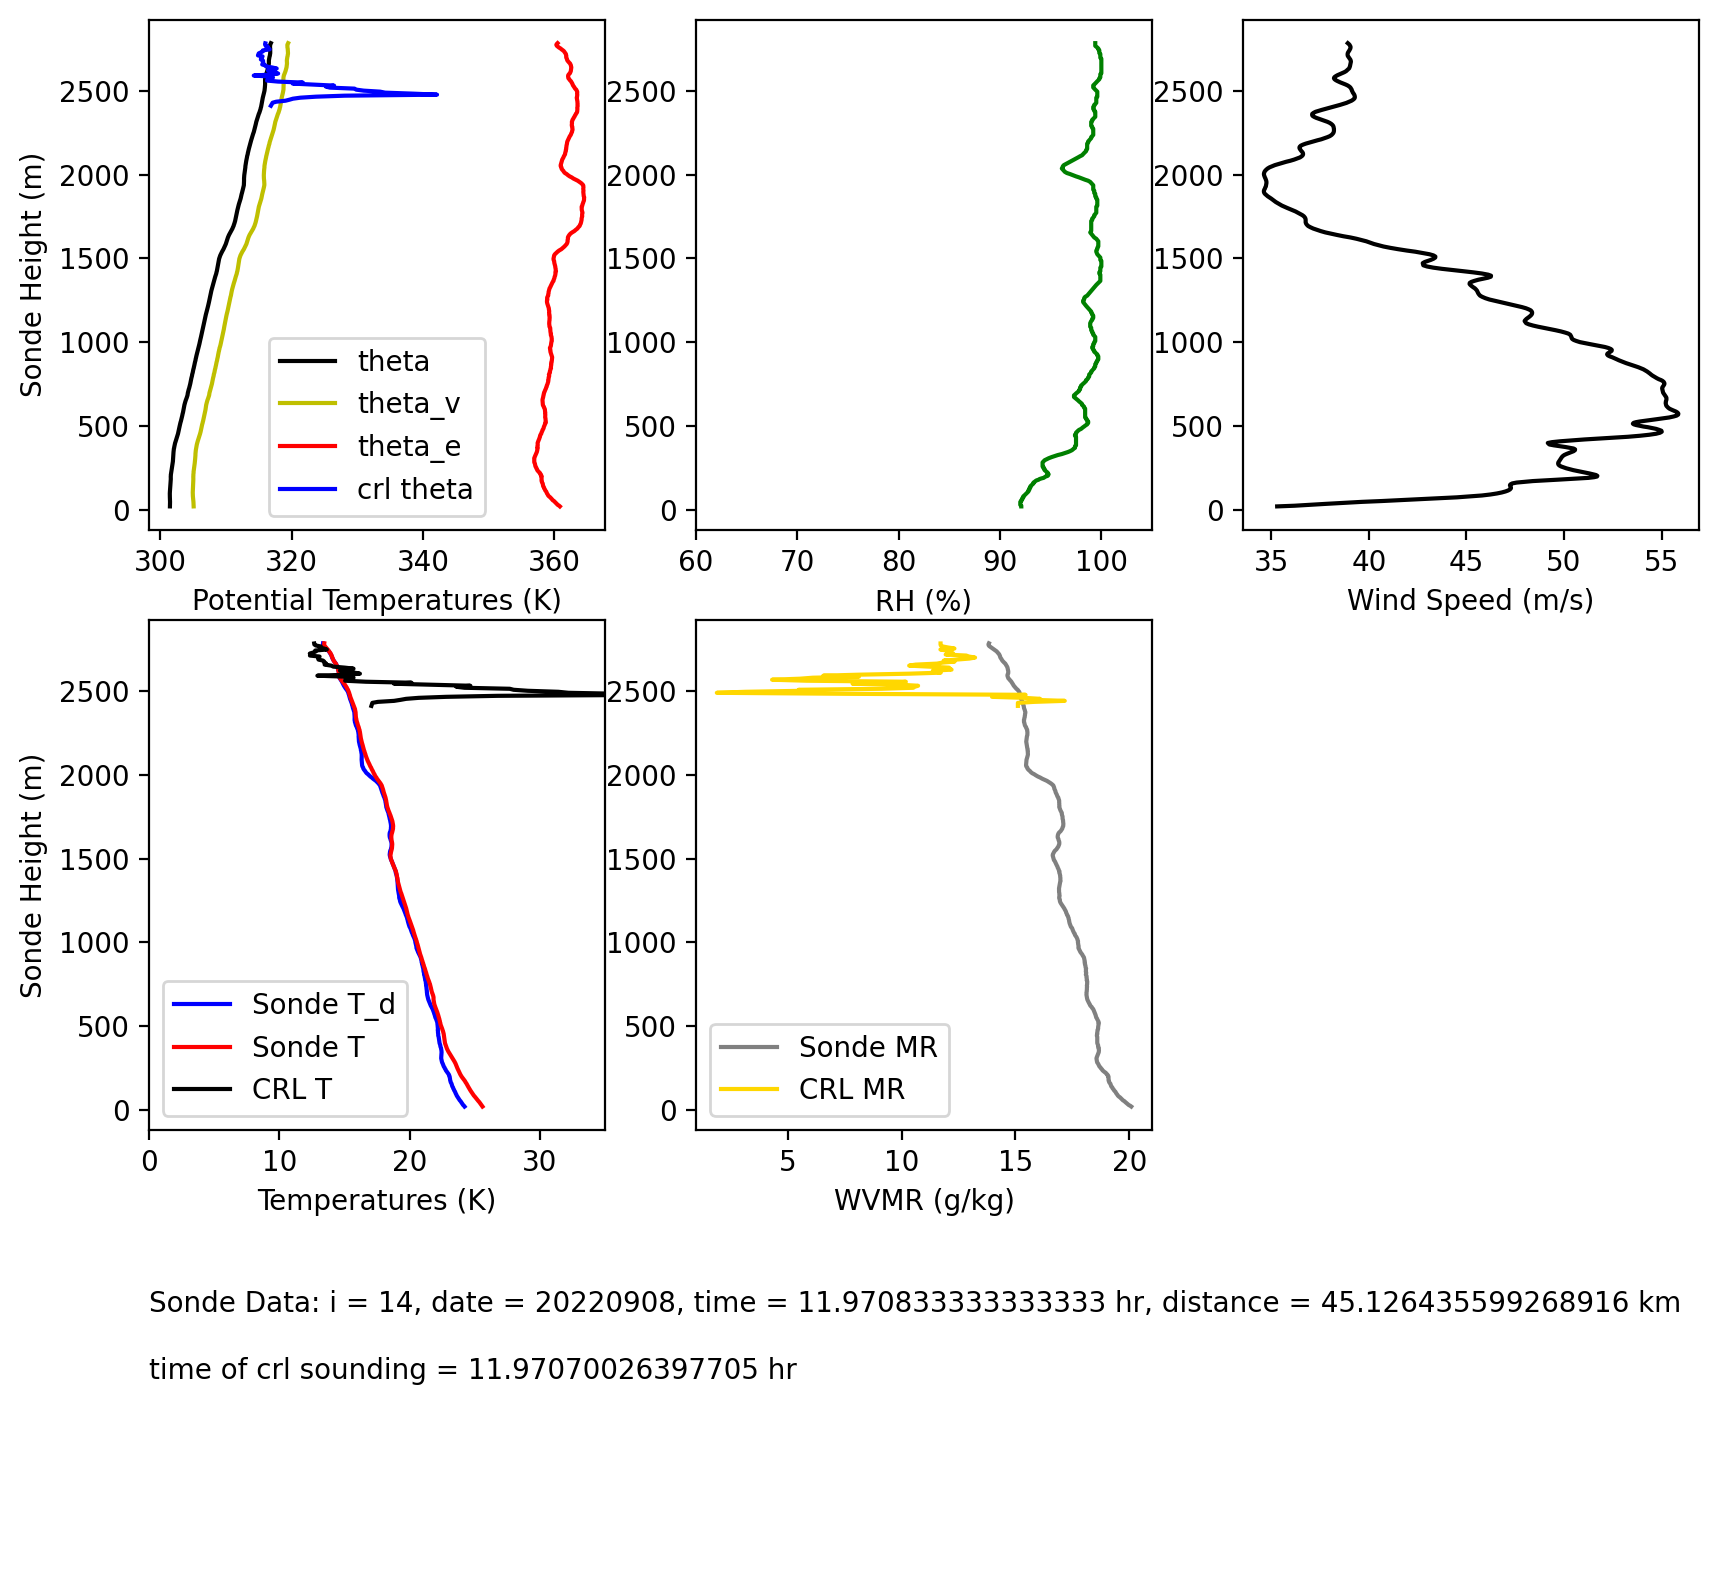 Sonde Height (m)
2500
2000
1500
1000
500
0
300
320
340
360
Potential Temperatures (K)
theta
theta_v
theta_e
crl theta
2500
2000
1500
1000
500
0
60
70
80
90
100
RH (%)
2500
2000
1500
1000
500
0
35
40
45
50
55
Wind Speed (m/s)
Sonde Height (m)
2500
2000
1500
1000
500
0
0
10
20
30
Temperatures (K)
Sonde T_d
Sonde T
CRL T
2500
2000
1500
1000
500
0
5
10
15
20
WVMR (g/kg)
Sonde MR
CRL MR
Sonde Data: i = 14, date = 20220908, time = 11.970833333333333 hr, distance = 45.126435599268916 km
time of crl sounding = 11.97070026397705 hr